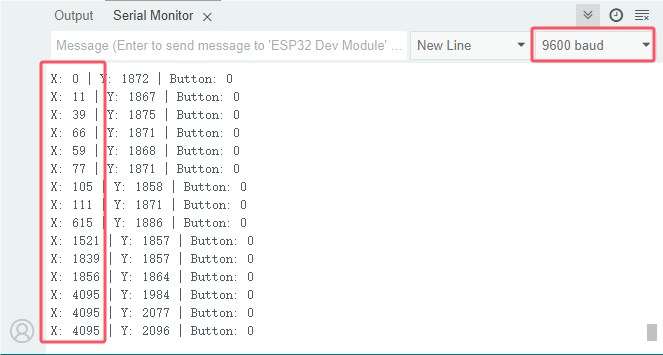 Output Serial Monitor
Message (Enter to send message to 'ESP32 Dev Module' ... New Line 9600 baud
X: 0 | Y: 1872 | Button: 0
X: 11 | Y: 1867 | Button: 0
X: 39 | Y: 1875 | Button: 0
X: 66 | Y: 1871 | Button: 0
X: 59 | Y: 1868 | Button: 0
X: 77 | Y: 1871 | Button: 0
X: 105 | Y: 1858 | Button: 0
X: 111 | Y: 1871 | Button: 0
X: 615 | Y: 1886 | Button: 0
X: 1521 | Y: 1857 | Button: 0
X: 1839 | Y: 1857 | Button: 0
X: 1856 | Y: 1864 | Button: 0
X: 4095 | Y: 1984 | Button: 0
X: 4095 | Y: 2077 | Button: 0
X: 4095 | Y: 2096 | Button: 0